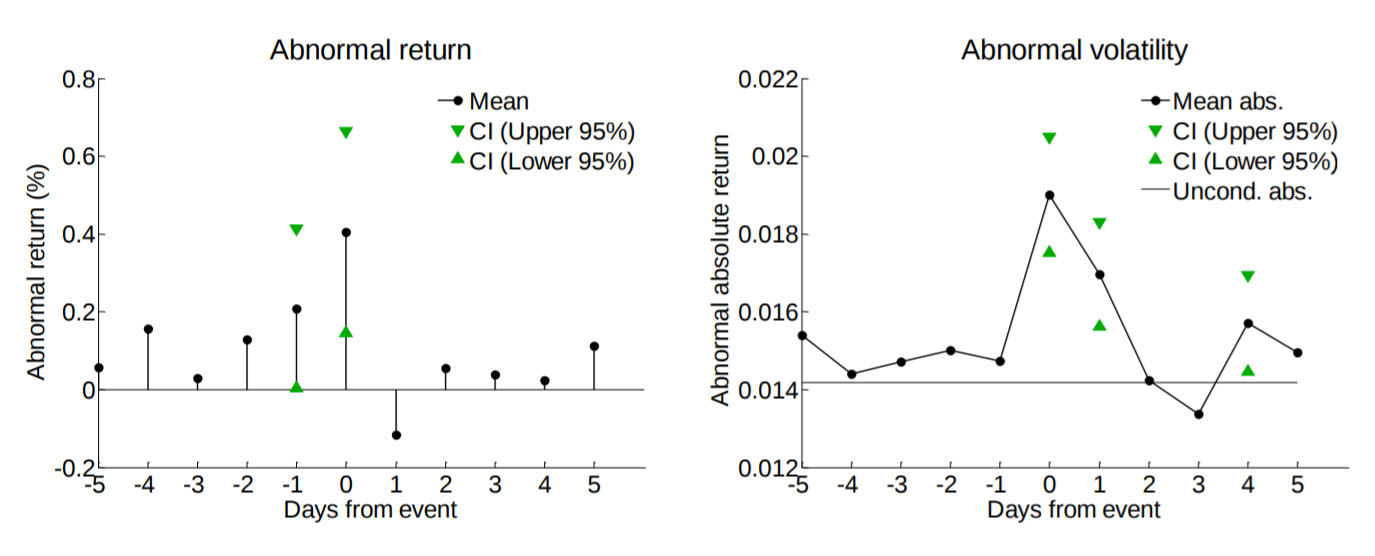 Abnormal return
Abnormal return (%)
0.8
0.6
0.4
0.2
0
-0.2
Mean
CI (Upper 95%)
CI (Lower 95%)
-5 -4 -3 -2 -1 0 1 2 3 4 5
Days from event
Abnormal volatility
Abnormal absolute return
0.022
0.02
0.018
0.016
0.014
0.012
Mean abs.
CI (Upper 95%)
CI (Lower 95%)
Uncond. abs.
-5 -4 -3 -2 -1 0 1 2 3 4 5
Days from event